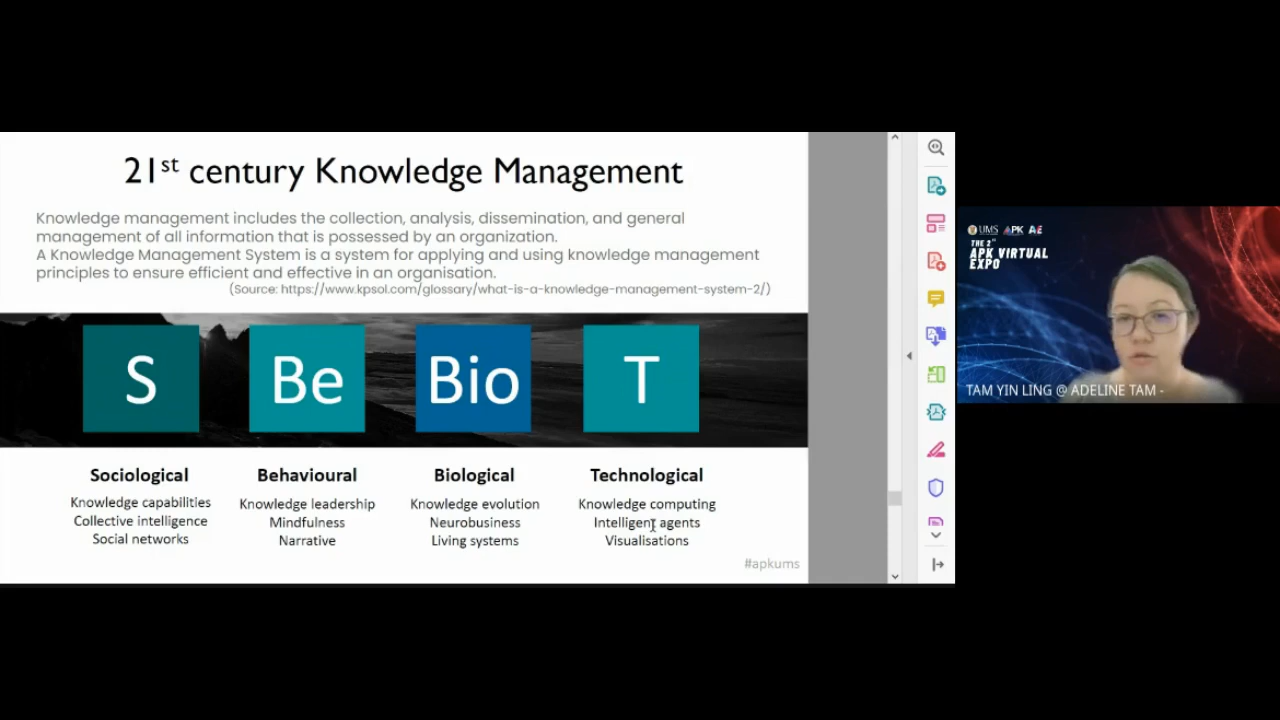 21st century Knowledge Management
Knowledge management includes the collection, analysis, dissemination, and general
management of all information that is possessed by an organization.
A Knowledge Management System is a system for applying and using knowledge management
principles to ensure efficient and effective in an organisation.
(Source: https://www.kpsol.com/glossary/what-is-a-knowledge-management-system-2/)
S
Be
Bio
T
Sociological
Knowledge capabilities
Collective intelligence
Social networks
Behavioural
Knowledge leadership
Mindfulness
Narrative
Biological
Knowledge evolution
Neurobusiness
Living systems
Technological
Knowledge computing
Intelligent agents
Visualisations
#apkums
UMS APK AE
THE 2nd
APK VIRTUAL
EXPO
TAM YIN LING @ ADELINE TAM -